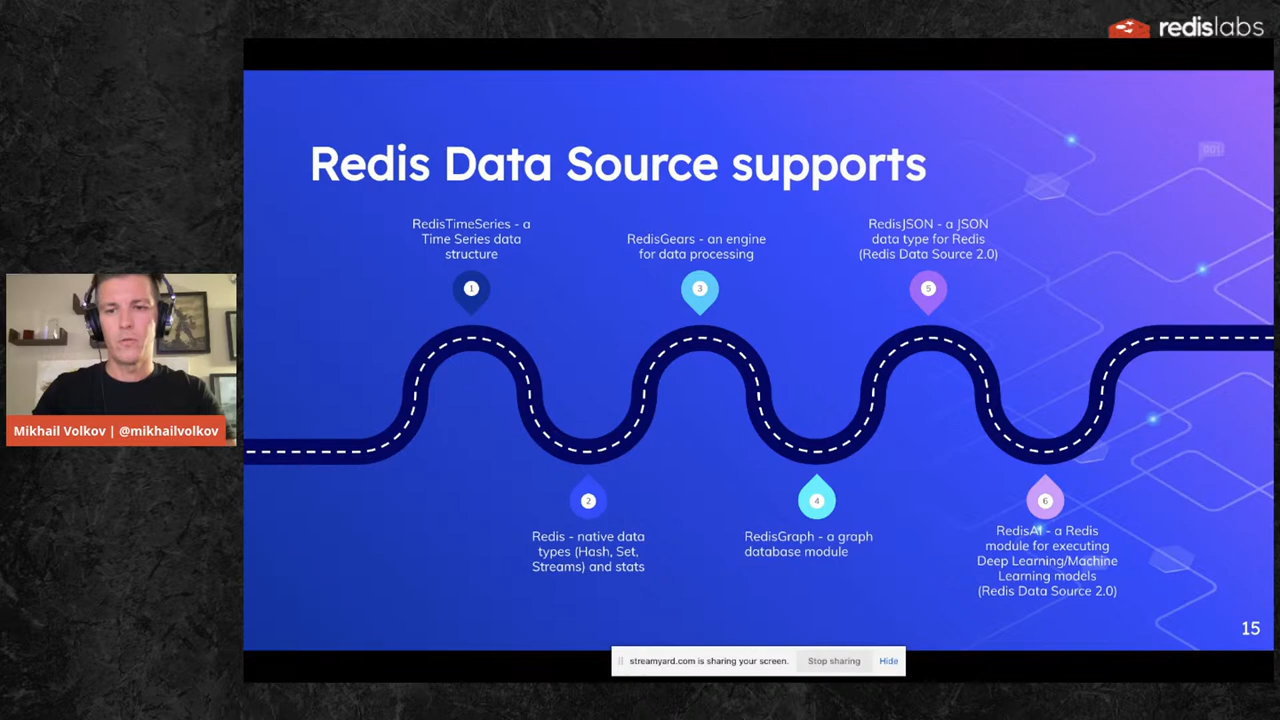 redislabs
Redis Data Source supports
RedisTimeSeries - a
Time Series data
structure
1
Redis - native data
types (Hash, Set,
Streams) and stats
2
RedisGears - an engine
for data processing
3
RedisGraph - a graph
database module
4
RedisJSON - a JSON
data type for Redis
(Redis Data Source 2.0)
5
RedisAI - a Redis
module for executing
Deep Learning/Machine
Learning models
(Redis Data Source 2.0)
6
15
Mikhail Volkov | @mikhailvolkov
streamyard.com is sharing your screen.
Stop sharing
Hide